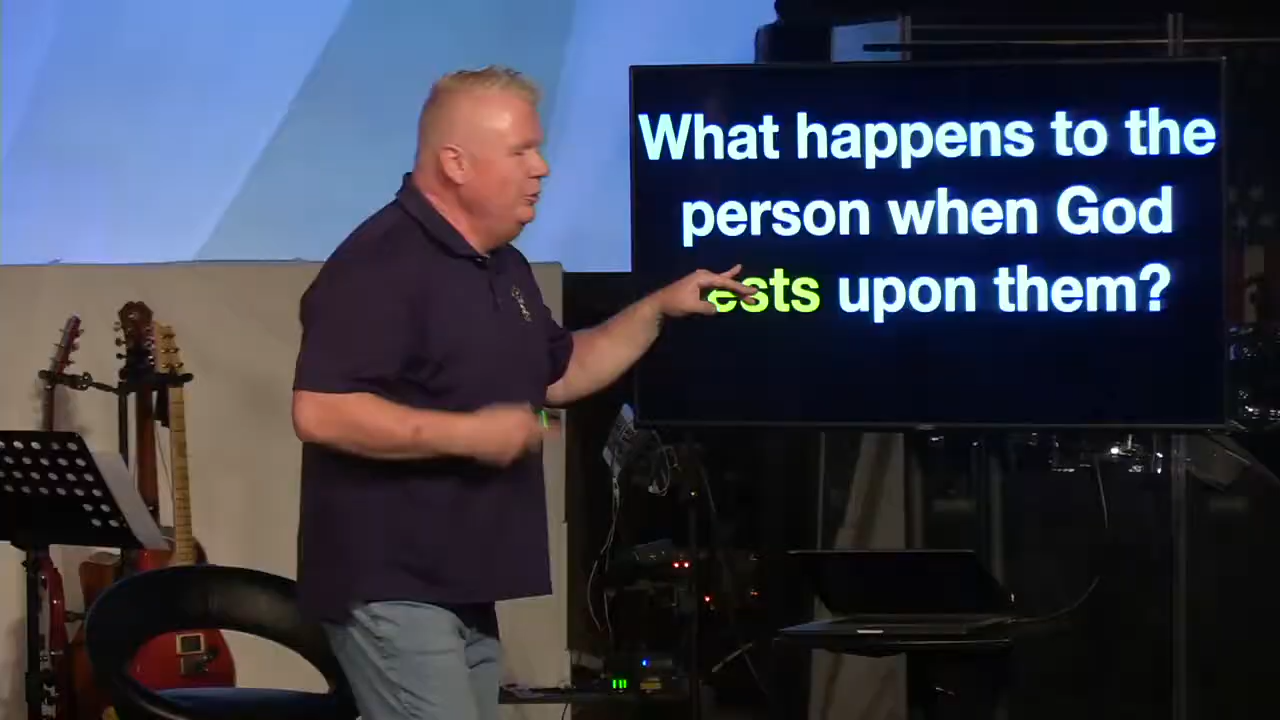 What happens to the
person when God
ests upon them?